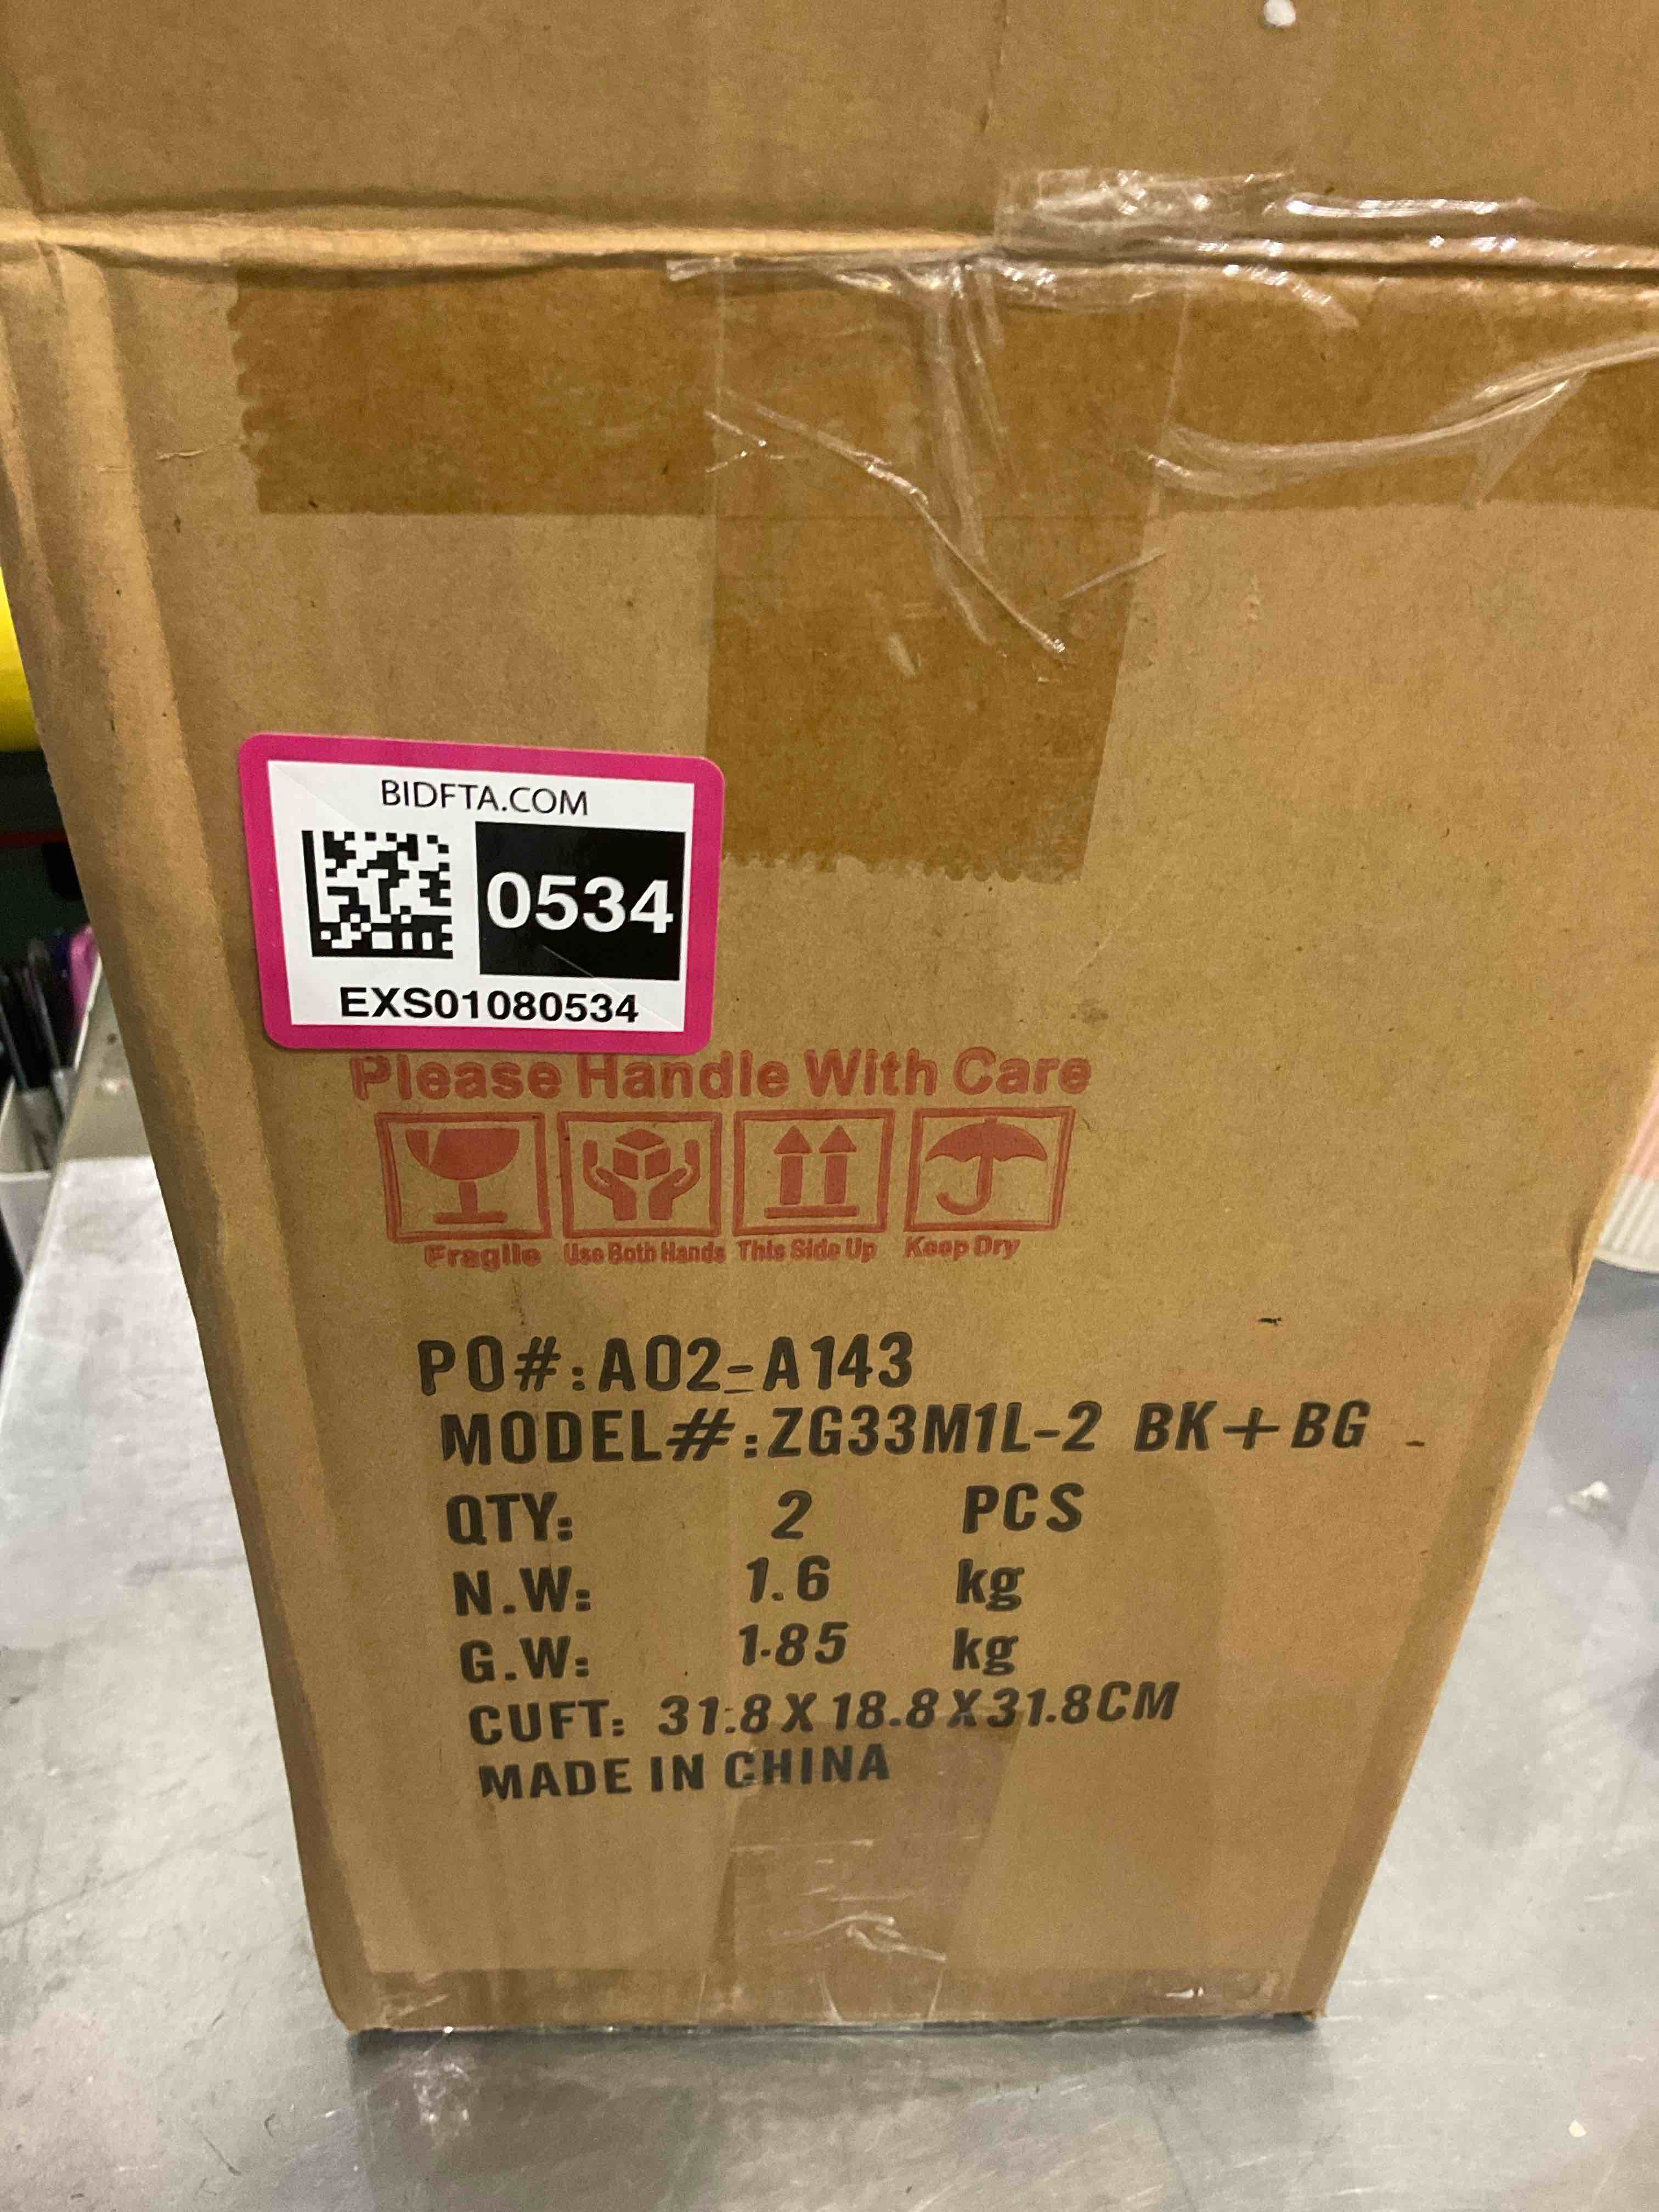 BIDFTA.COM
0534
EXS01080534
Please Handle With Care
Fragile Use Both Hands This Side Up Keep Dry
PO#:A02-A143
MODEL#:ZG33M1L-2 BK+BG
QTY: 2 PCS
N.W: 1.6 kg
G.W: 1.85 kg
CUFT: 31.8X18.8X31.8CM
MADE IN CHINA